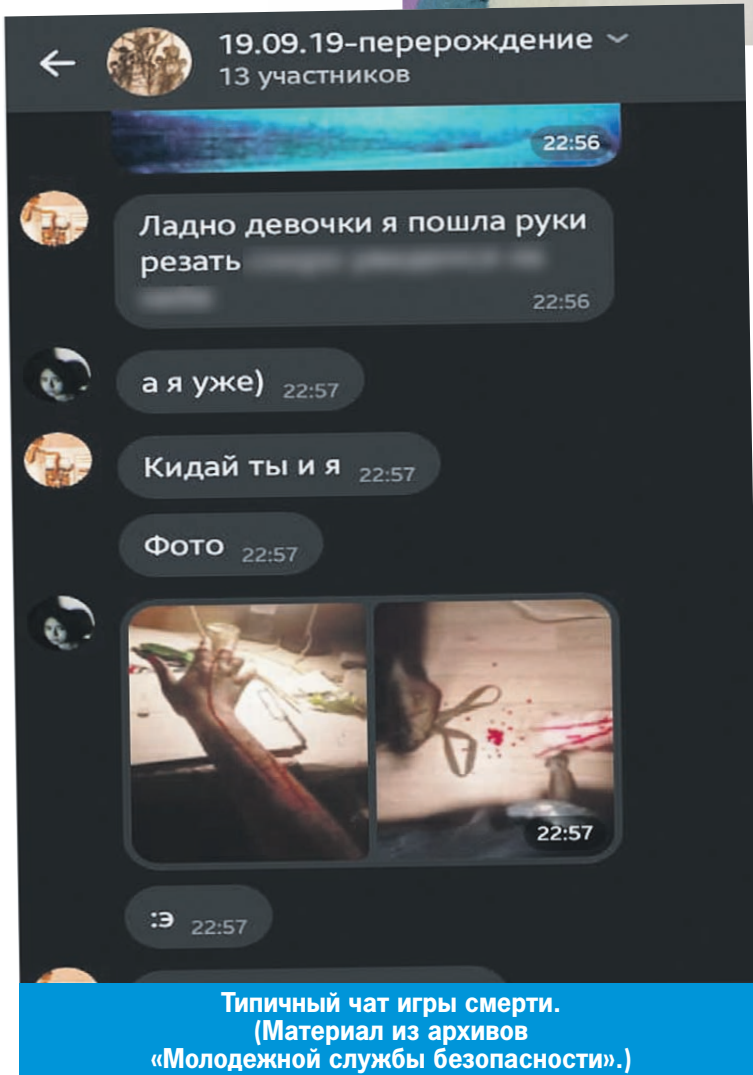 19.09.19-перерождение
13 участников
22:56
Ладно девочки я пошла руки
резать
22:56
а я уже) 22:57
Кидай ты и я 22:57
Фото 22:57
22:57
:э 22:57
Типичный чат игры смерти.
(Материал из архивов
«Молодежной службы безопасности».)